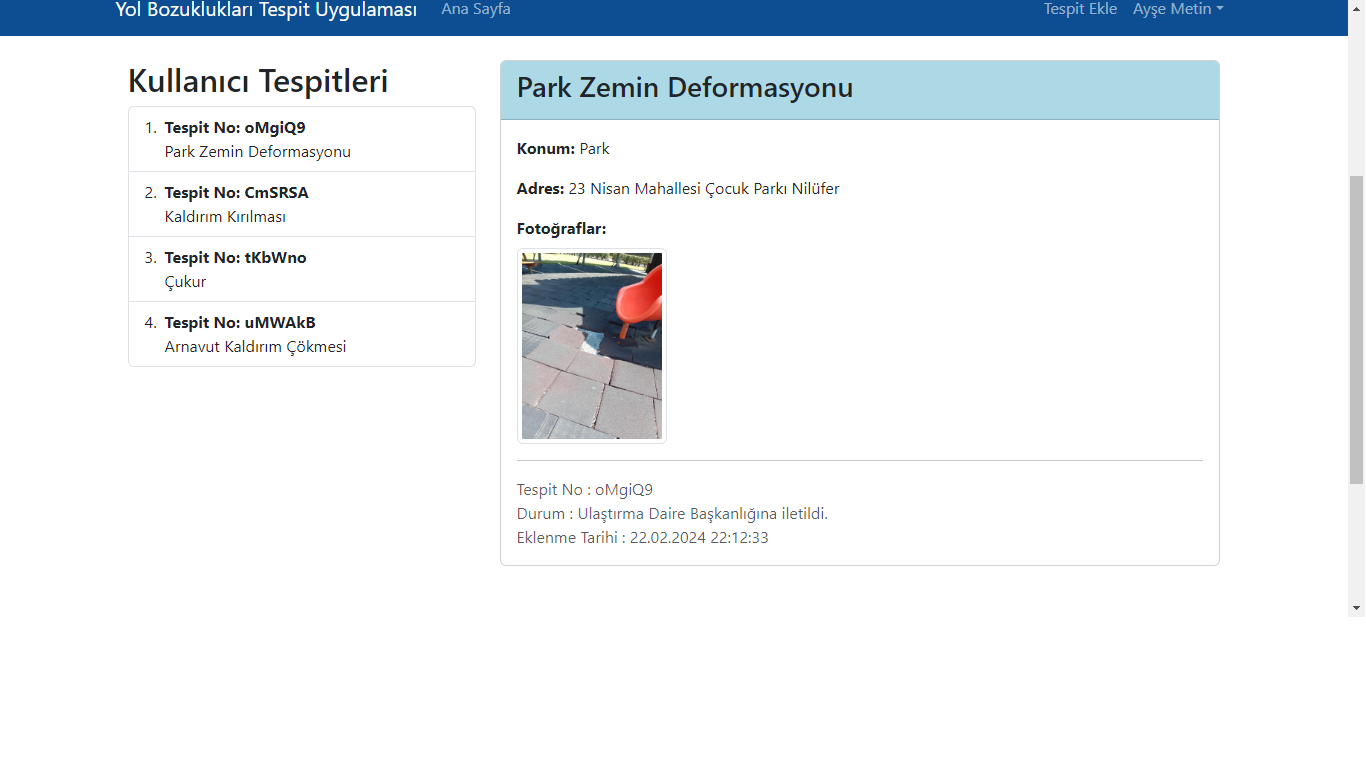 Yol Bozuklukları Tespit Uygulaması Ana Sayfa Tespit Ekle Ayşe Metin
Kullanıcı Tespitleri
1. Tespit No: oMgiQ9
Park Zemin Deformasyonu
2. Tespit No: CmSRSA
Kaldırım Kırılması
3. Tespit No: tKbWno
Çukur
4. Tespit No: uMWAkB
Arnavut Kaldırım Çökmesi
Park Zemin Deformasyonu
Konum: Park
Adres: 23 Nisan Mahallesi Çocuk Parkı Nilüfer
Fotoğraflar:
Tespit No : oMgiQ9
Durum : Ulaştırma Daire Başkanlığına iletildi.
Eklenme Tarihi : 22.02.2024 22:12:33